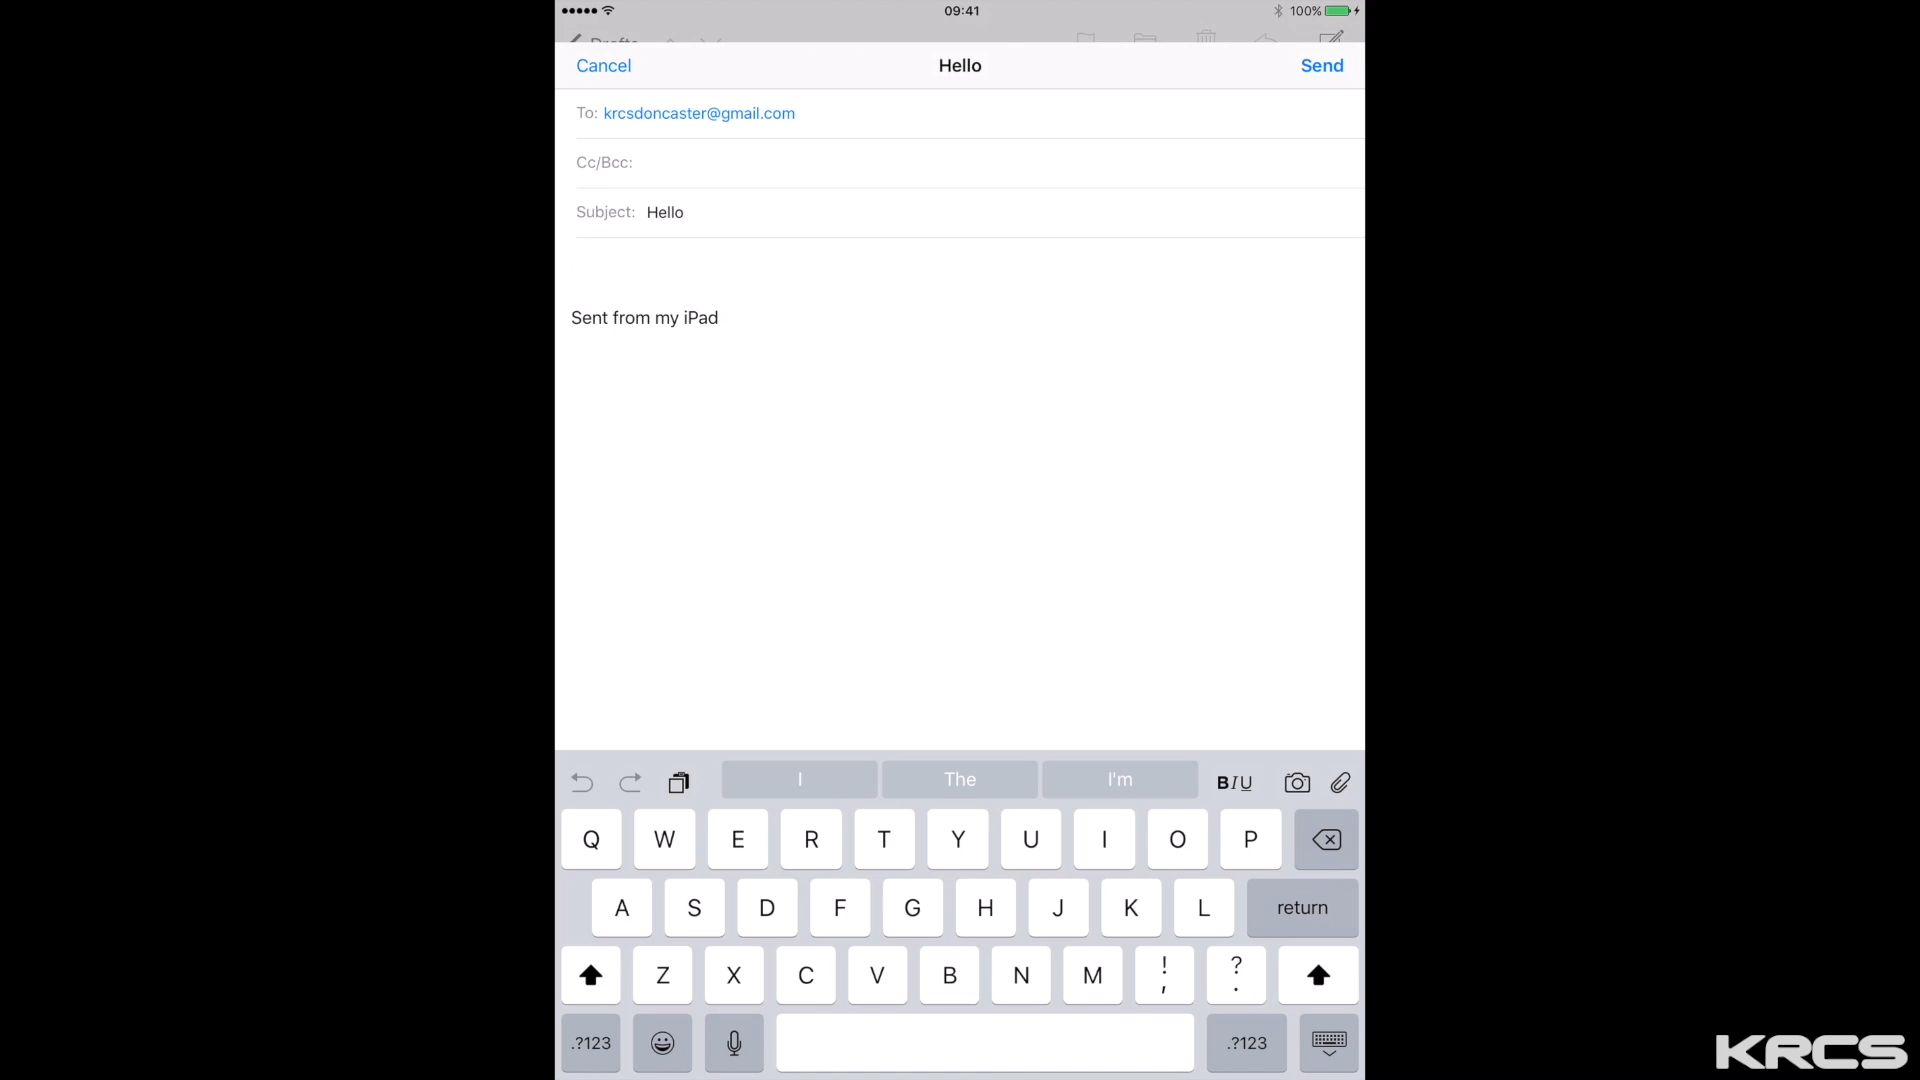 09:41
100%
Drafts
Cancel
Hello
Send
To: krcsdoncaster@gmail.com
Cc/Bcc:
Subject: Hello
Sent from my iPad
I
The
I'm
BIU
Q W E R T Y U I O P
A S D F G H J K L return
Z X C V B N M ! , ? .
.?123
.?123
KRCS